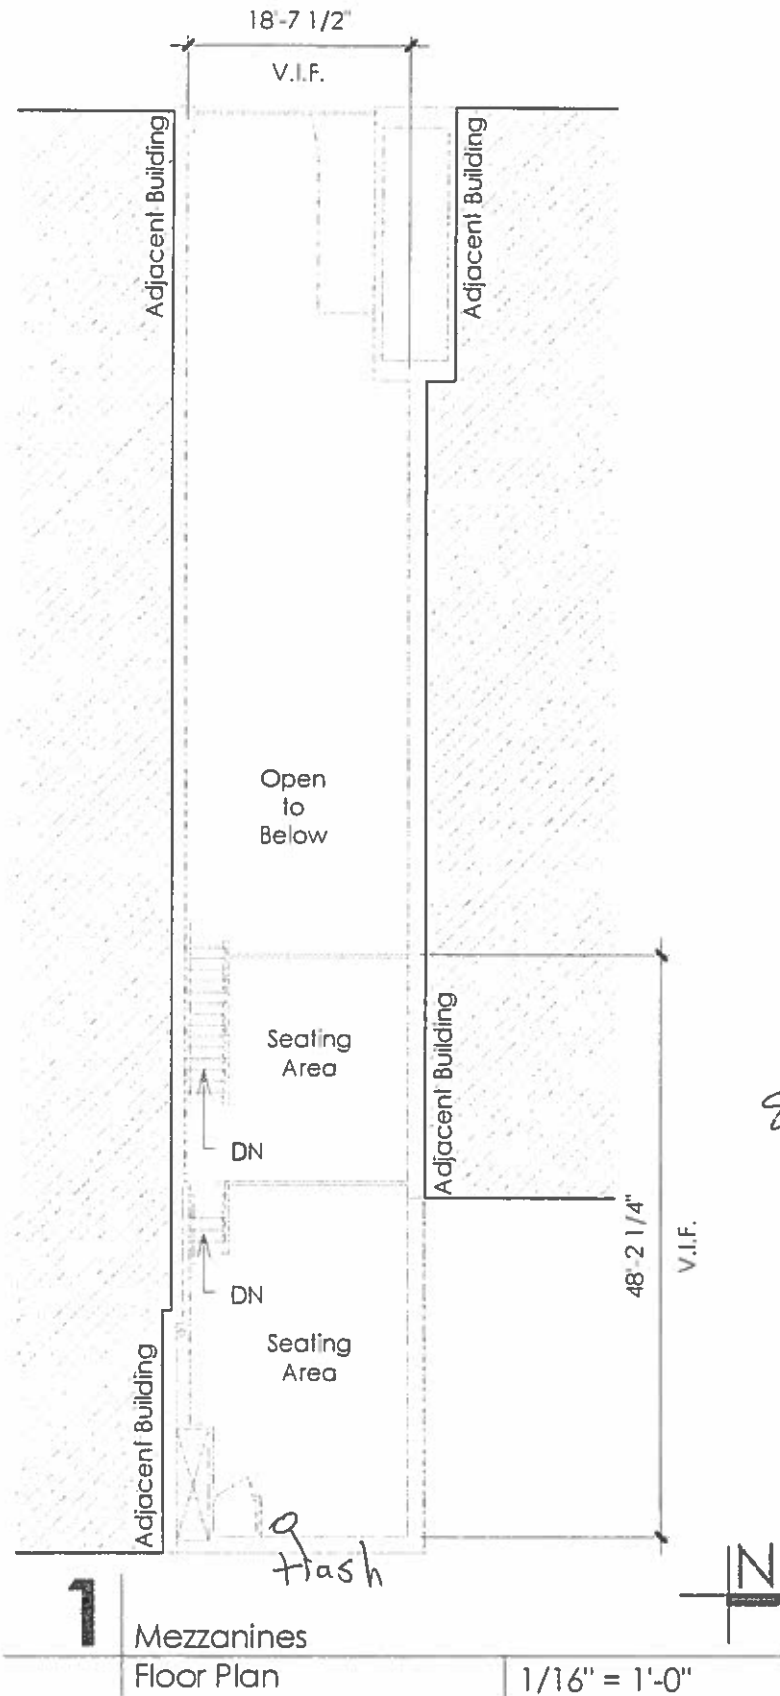 18'-7 1/2"
V.I.F.
Adjacent Building
Adjacent Building
Open
to
Below
Seating
Area
DN
Adjacent Building
48'-2 1/4"
V.I.F.
DN
Seating
Area
Adjacent Building
trash
N
1
Mezzanines
Floor Plan
1/16" = 1'-0"